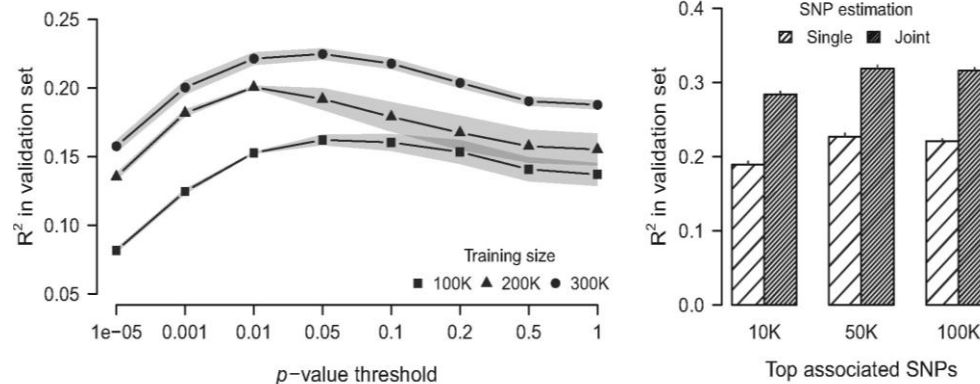 0.25
0.20
0.15
0.10
0.05
R² in validation set
Training size
100K 200K 300K
1e−05 0.001 0.01 0.05 0.1 0.2 0.5 1
p−value threshold
0.4
0.3
0.2
0.1
0.0
R² in validation set
SNP estimation
Single Joint
10K 50K 100K
Top associated SNPs